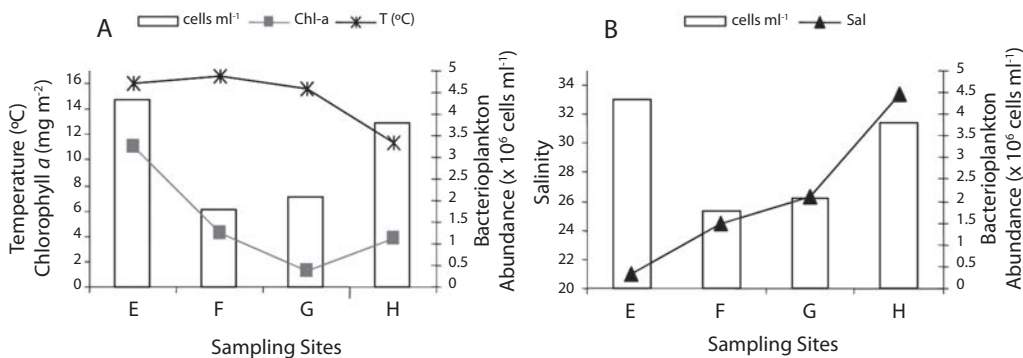 A
cells ml⁻¹
Chl-a
T (ºC)
Temperature (ºC)
Chlorophyll a (mg m⁻²)
16
14
12
10
8
6
4
2
0
5
4.5
4
3.5
3
2.5
2
1.5
1
0.5
0
Bacterioplankton
Abundance (x 10⁶ cells ml⁻¹)
E F G H
Sampling Sites
B
cells ml⁻¹
Sal
Salinity
34
32
30
28
26
24
22
20
5
4.5
4
3.5
3
2.5
2
1.5
1
0.5
0
Bacterioplankton
Abundance (x 10⁶ cells ml⁻¹)
E F G H
Sampling Sites